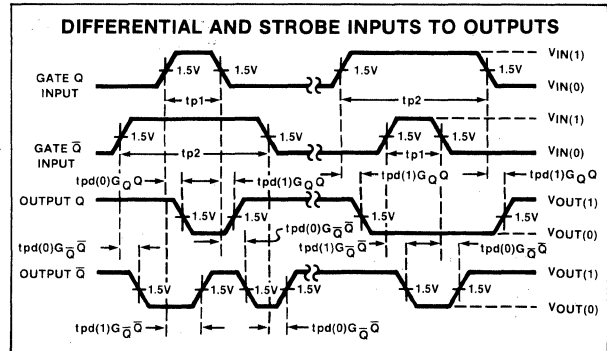 DIFFERENTIAL AND STROBE INPUTS TO OUTPUTS
VIN(1)
GATE Q
INPUT
1.5V
1.5V
1.5V
1.5V
tp1
tp2
VIN(0)
VIN(1)
GATE Q̅
INPUT
1.5V
1.5V
1.5V
1.5V
tp2
tp1
VIN(0)
tpd(0)GQQ
tpd(1)GQQ
tpd(1)GQQ
tpd(1)GQQ
OUTPUT Q
1.5V
1.5V
1.5V
1.5V
VOUT(1)
tpd(0)GQ̅Q̅
VOUT(0)
tpd(0)GQ̅Q̅
tpd(1)GQ̅Q̅
tpd(0)GQ̅Q̅
OUTPUT Q̅
VOUT(1)
1.5V
1.5V
1.5V
1.5V
1.5V
1.5V
VOUT(0)
tpd(1)GQ̅Q̅
tpd(0)GQ̅Q̅